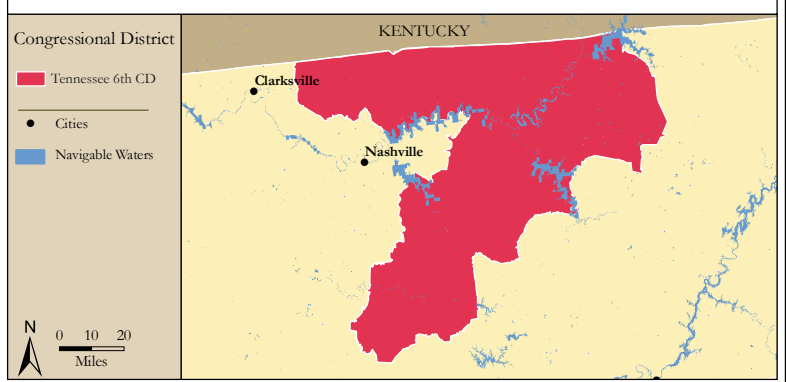 KENTUCKY
Congressional District
Tennessee 6th CD
Clarksville
Cities
Navigable Waters
Nashville
N
0 10 20
Miles